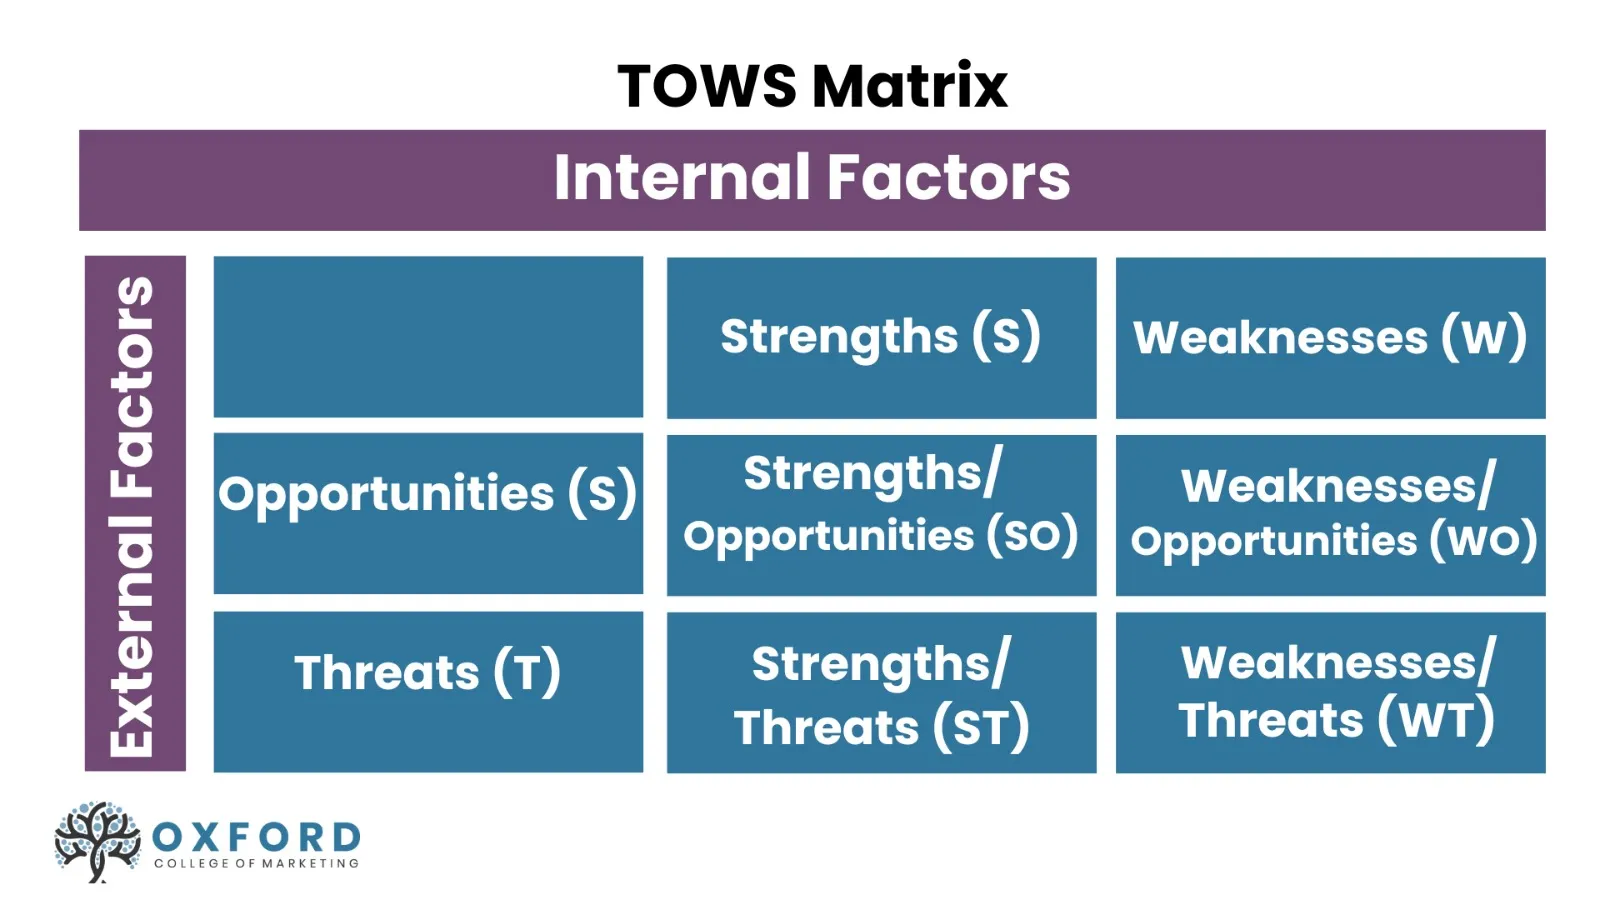 TOWS Matrix
Internal Factors
External Factors
Strengths (S)
Weaknesses (W)
Opportunities (S)
Strengths/
Opportunities (SO)
Weaknesses/
Opportunities (WO)
Threats (T)
Strengths/
Threats (ST)
Weaknesses/
Threats (WT)
OXFORD
COLLEGE OF MARKETING